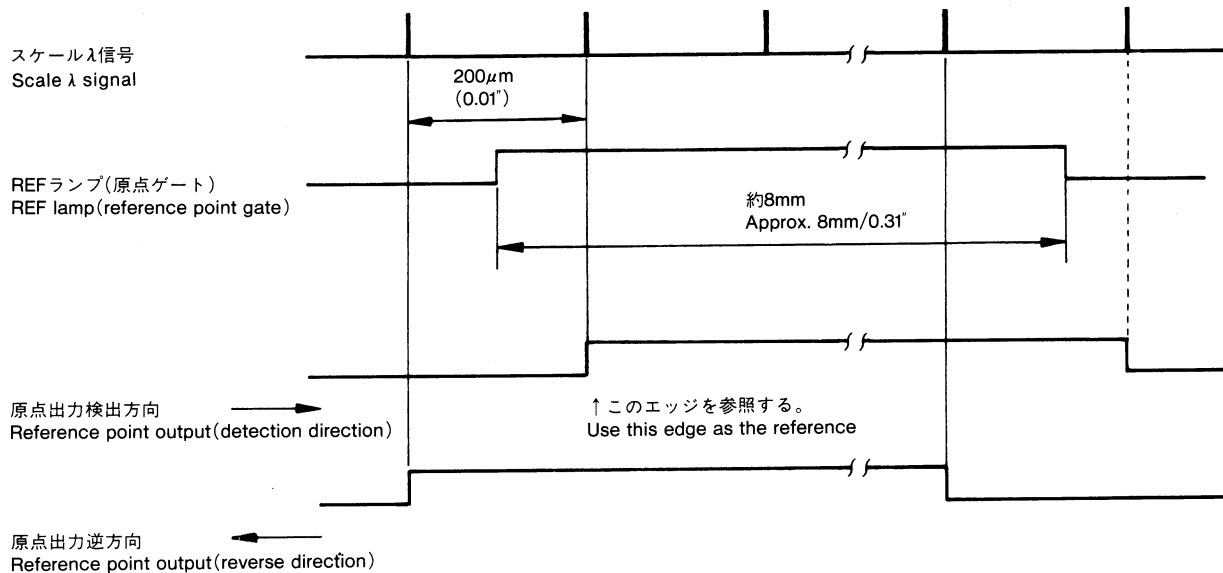 スケールλ信号
Scale λ signal
200μm
(0.01")
REFランプ(原点ゲート)
REF lamp(reference point gate)
約8mm
Approx. 8mm/0.31"
原点出力検出方向
Reference point output(detection direction)
↑このエッジを参照する。
Use this edge as the reference
原点出力逆方向
Reference point output(reverse direction)